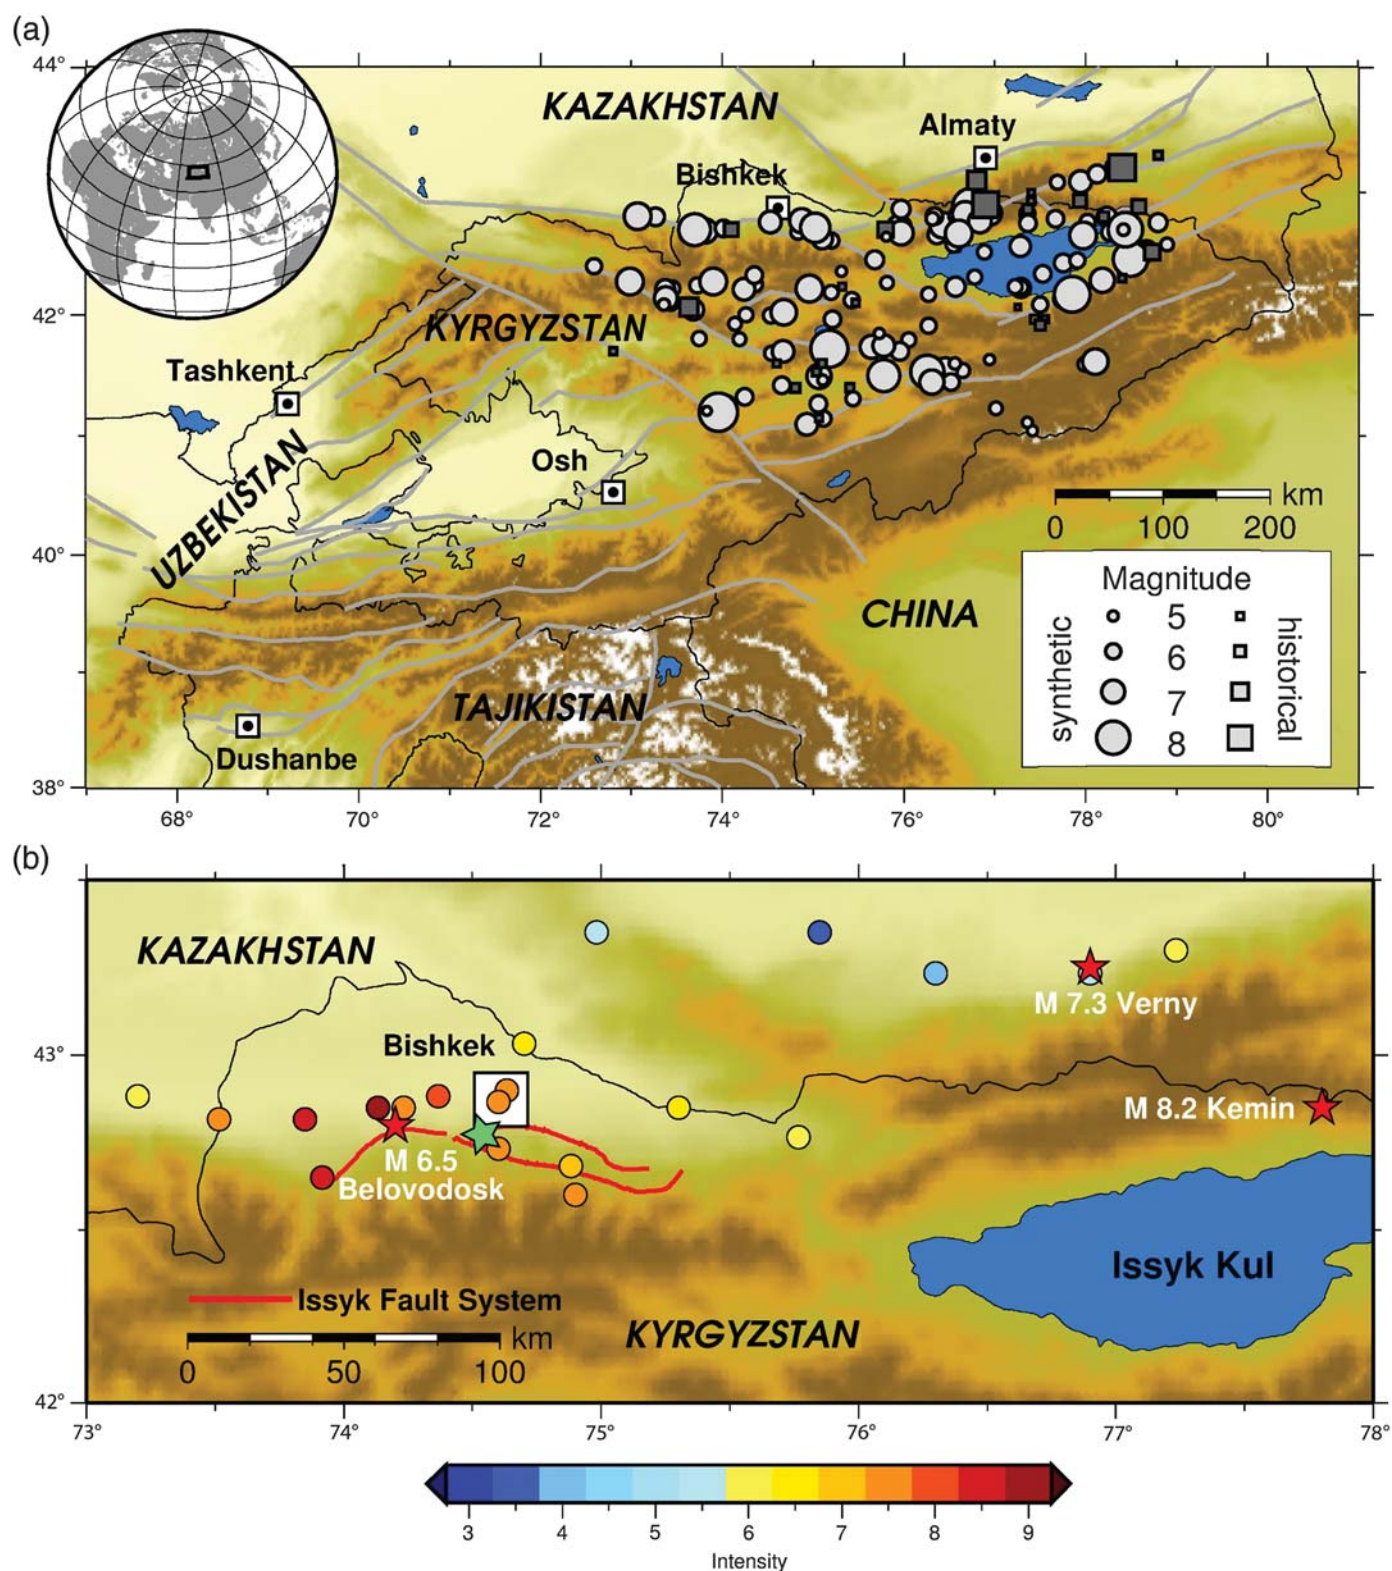 (a)
44°
KAZAKHSTAN
Almaty
Bishkek
42°
KYRGYZSTAN
Tashkent
Osh
UZBEKISTAN
km
0 100 200
40°
CHINA
Magnitude
synthetic
historical
5
6
7
8
TAJIKISTAN
Dushanbe
38°
68° 70° 72° 74° 76° 78° 80°
(b)
KAZAKHSTAN
M 7.3 Verny
43°
Bishkek
M 8.2 Kemin
M 6.5
Belovodosk
Issyk Kul
Issyk Fault System
km
0 50 100
KYRGYZSTAN
42°
73° 74° 75° 76° 77° 78°
3 4 5 6 7 8 9
Intensity